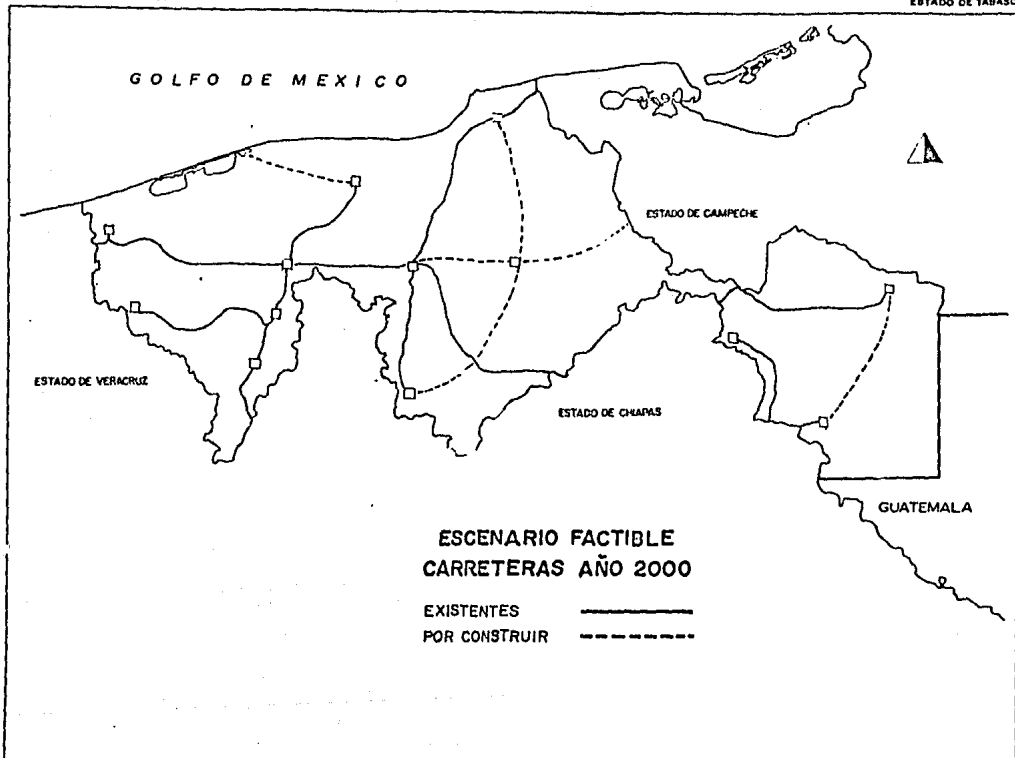 ESTADO DE TABASCO
GOLFO DE MEXICO
ESTADO DE CAMPECHE
ESTADO DE VERACRUZ
ESTADO DE CHIAPAS
GUATEMALA
ESCENARIO FACTIBLE
CARRETERAS AÑO 2000
EXISTENTES
POR CONSTRUIR